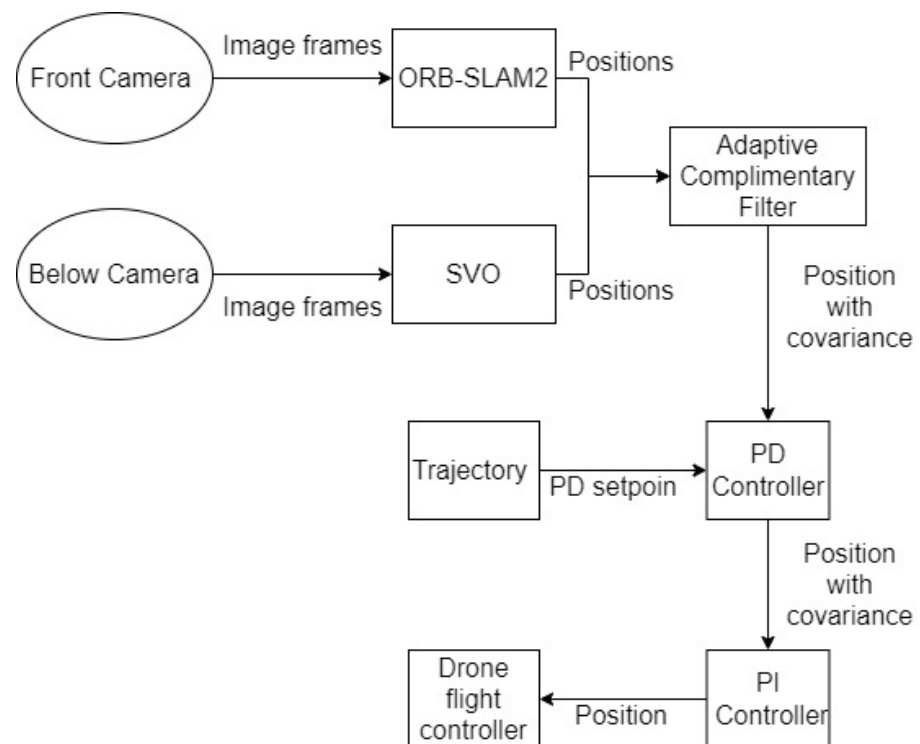 Image frames
Front Camera
ORB-SLAM2
Positions
Adaptive
Complimentary
Filter
Below Camera
Image frames
SVO
Positions
Position
with
covariance
Trajectory
PD setpoin
PD
Controller
Position
with
covariance
Drone
flight
controller
Position
PI
Controller